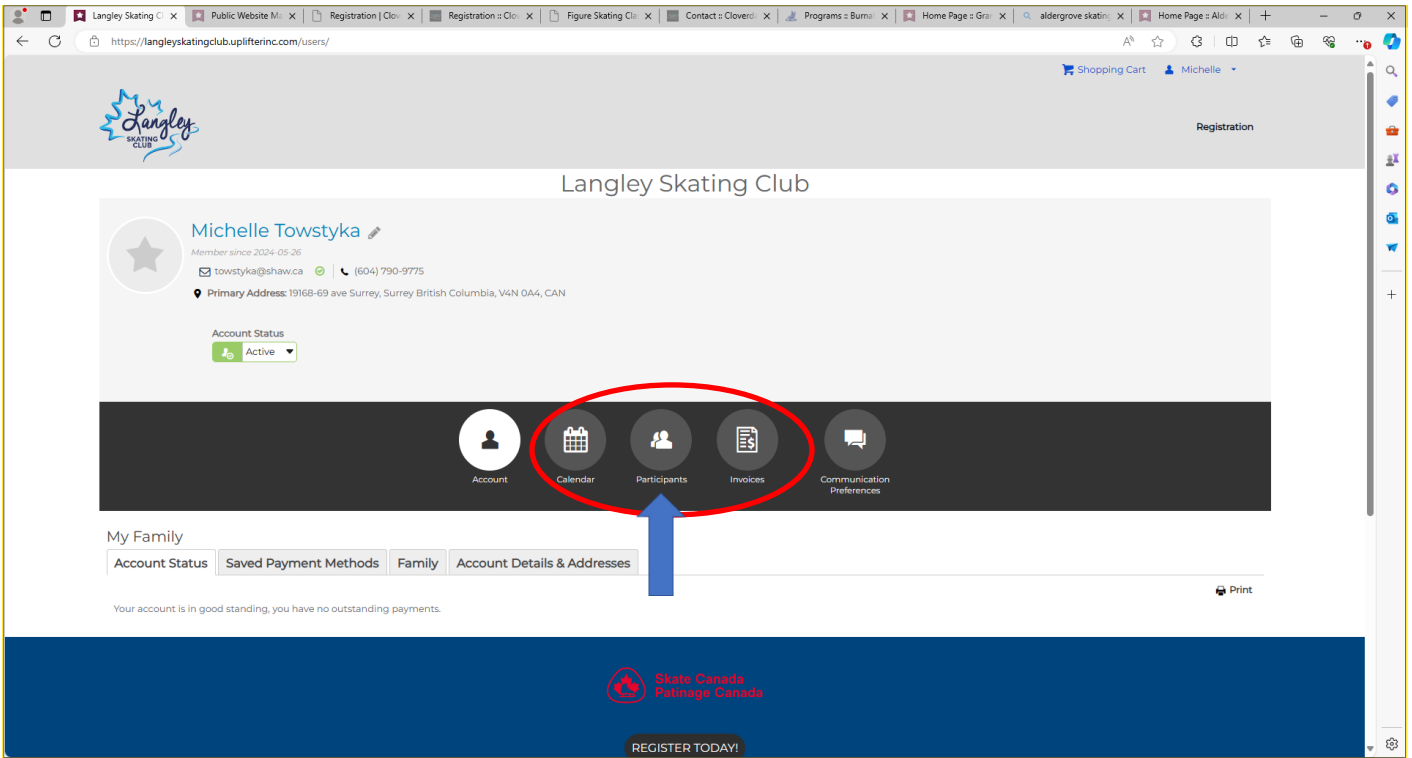 Langley Skating C
Public Website Ma
Registration | Clov
Registration :: Clov
Figure Skating Cla
Contact :: Cloverda
Programs :: Burnab
Home Page :: Gran
aldergrove skating
Home Page :: Alde
https://langleyskatingclub.uplifterinc.com/users/
Shopping Cart Michelle
Langley
SKATING
CLUB
Registration
Langley Skating Club
Michelle Towstyka
Member since 2024-05-26
towstyka@shaw.ca (604) 790-9775
Primary Address: 19168-69 ave Surrey, Surrey British Columbia, V4N 0A4, CAN
Account Status
Active
Account Calendar Participants Invoices Communication
Preferences
My Family
Account Status Saved Payment Methods Family Account Details & Addresses
Print
Your account is in good standing, you have no outstanding payments.
Skate Canada
Patinage Canada
REGISTER TODAY!